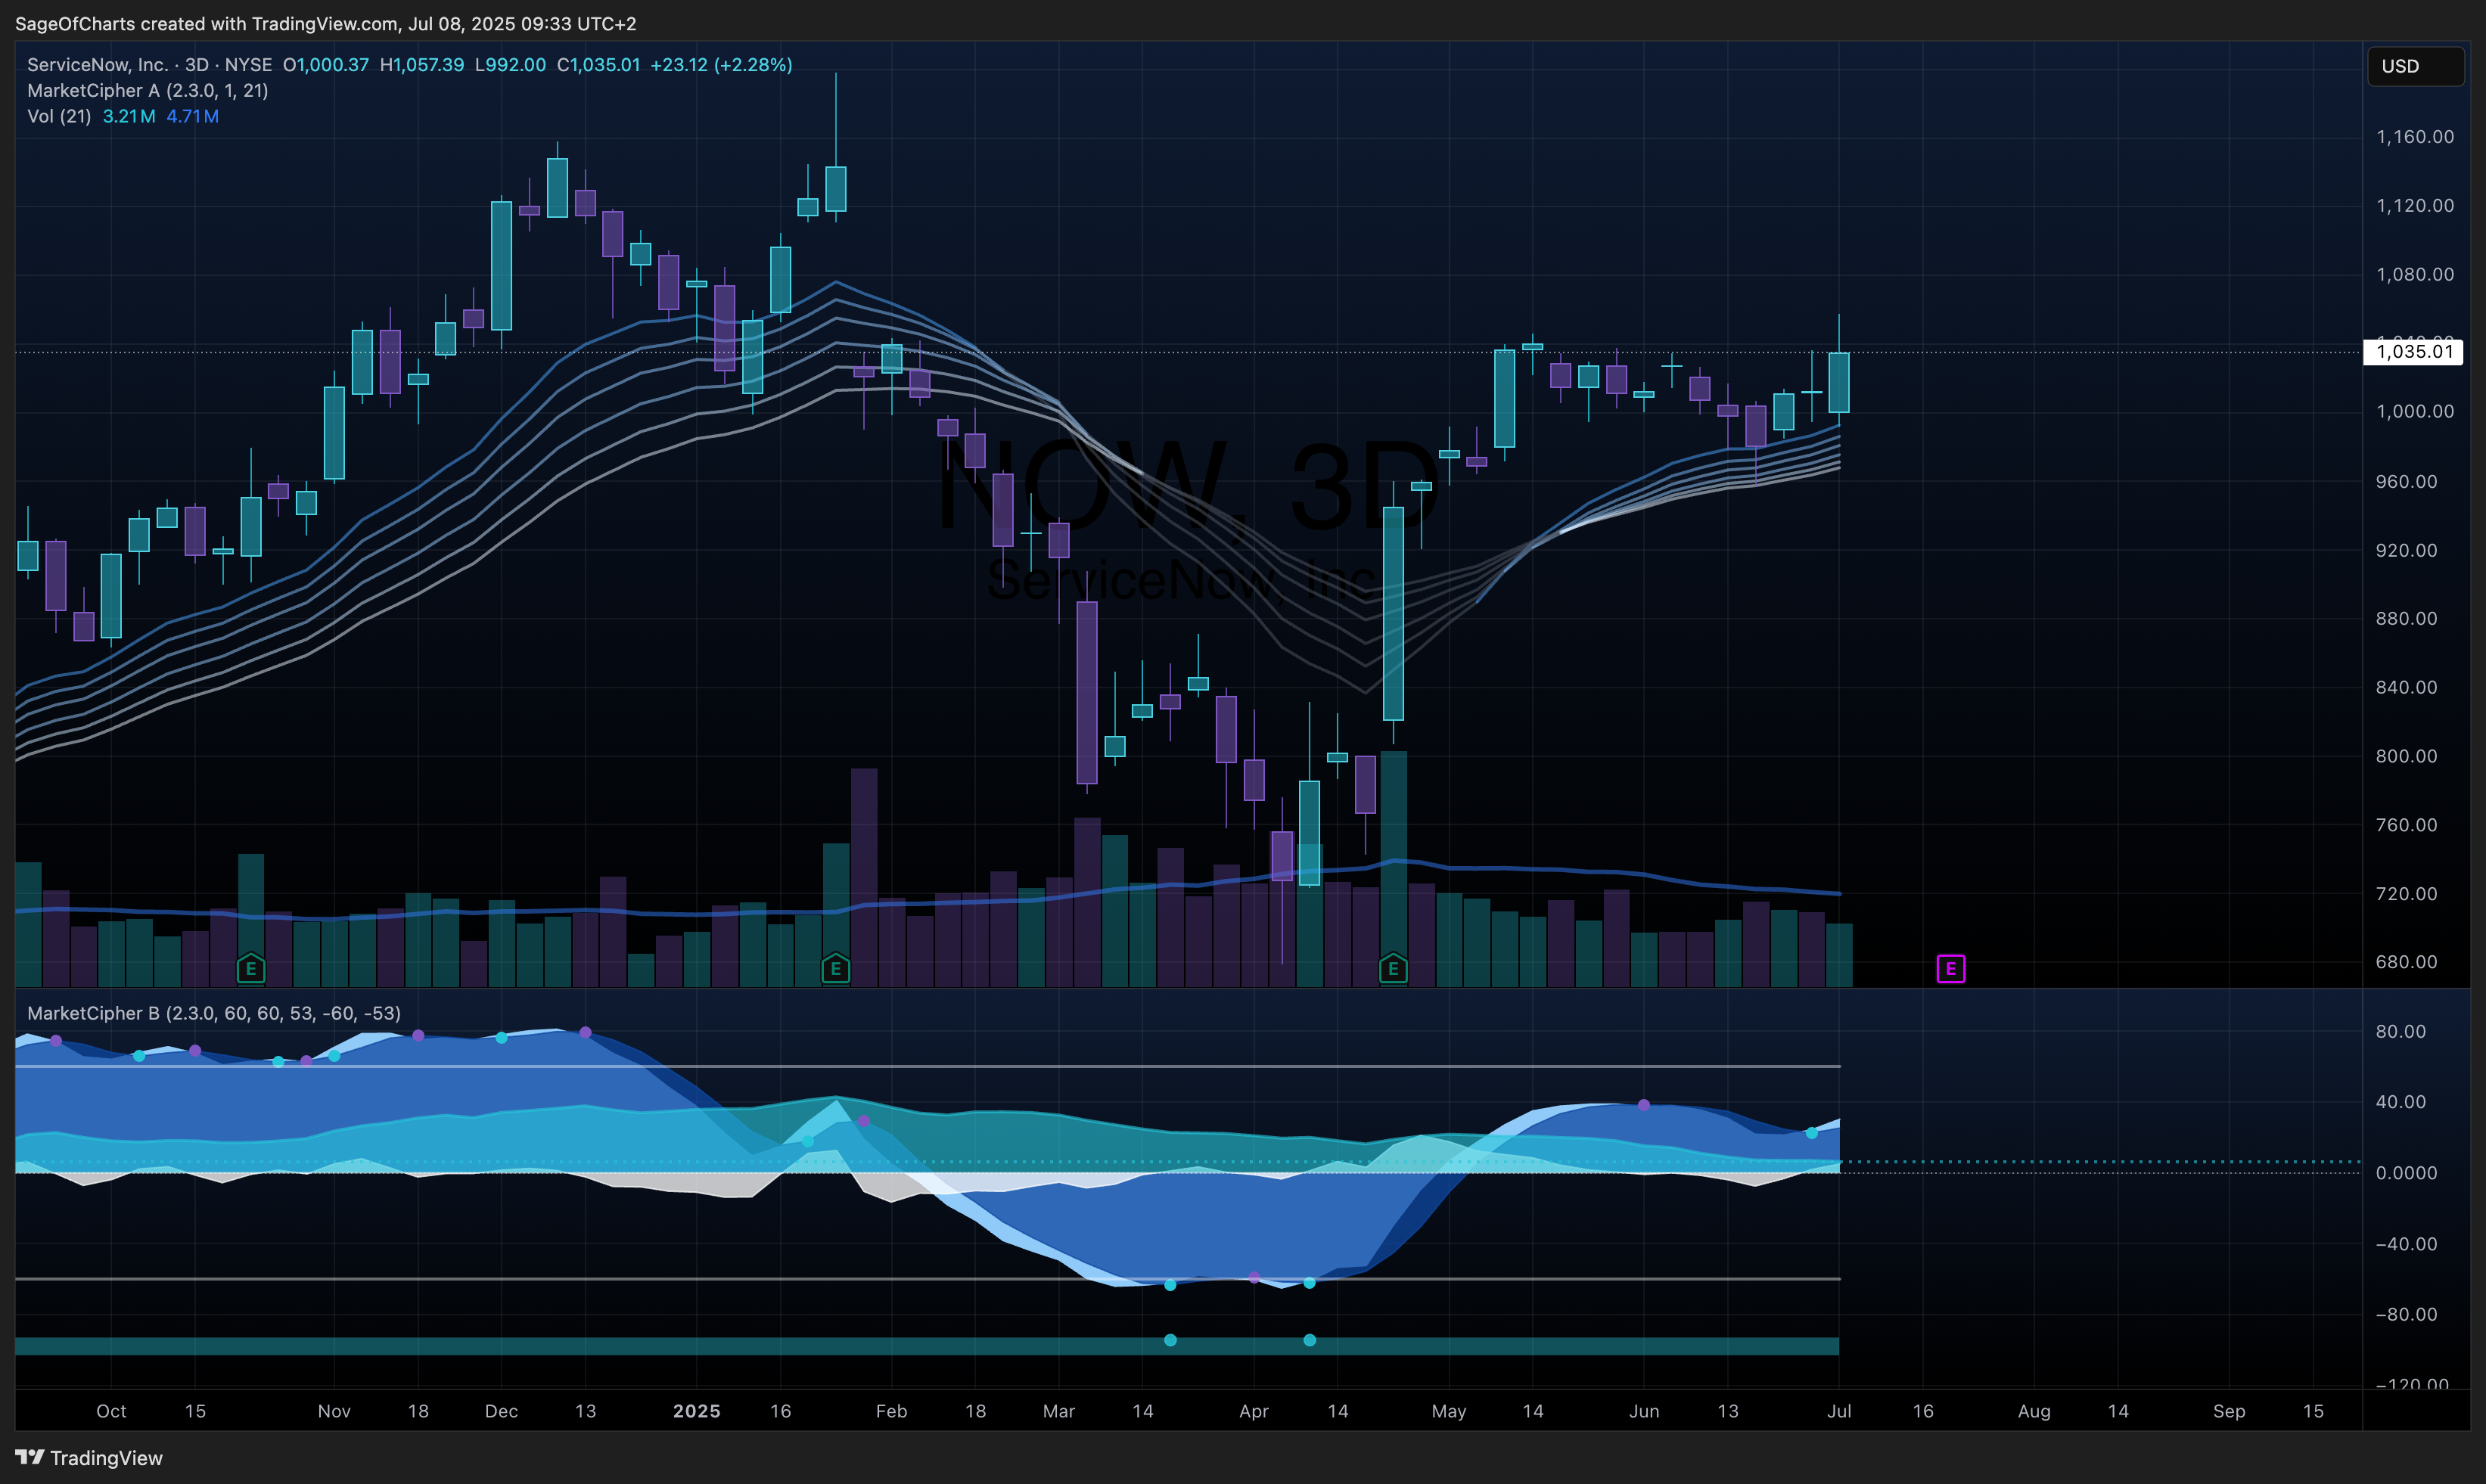 SageOfCharts created with TradingView.com, Jul 08, 2025 09:33 UTC+2
ServiceNow, Inc. · 3D · NYSE O1,000.37 H1,057.39 L992.00 C1,035.01 +23.12 (+2.28%)
MarketCipher A (2.3.0, 1, 21)
Vol (21) 3.21M 4.71M
USD
1,160.00
1,120.00
1,080.00
1,040.00
1,035.01
1,000.00
960.00
920.00
880.00
840.00
800.00
760.00
720.00
680.00
NOW, 3D
ServiceNow, Inc.
E E E E
MarketCipher B (2.3.0, 60, 60, 53, -60, -53)
80.00
40.00
0.0000
−40.00
−80.00
−120.00
Oct 15 Nov 18 Dec 13 2025 16 Feb 18 Mar 14 Apr 14 May 14 Jun 13 Jul 16 Aug 14 Sep 15
TradingView